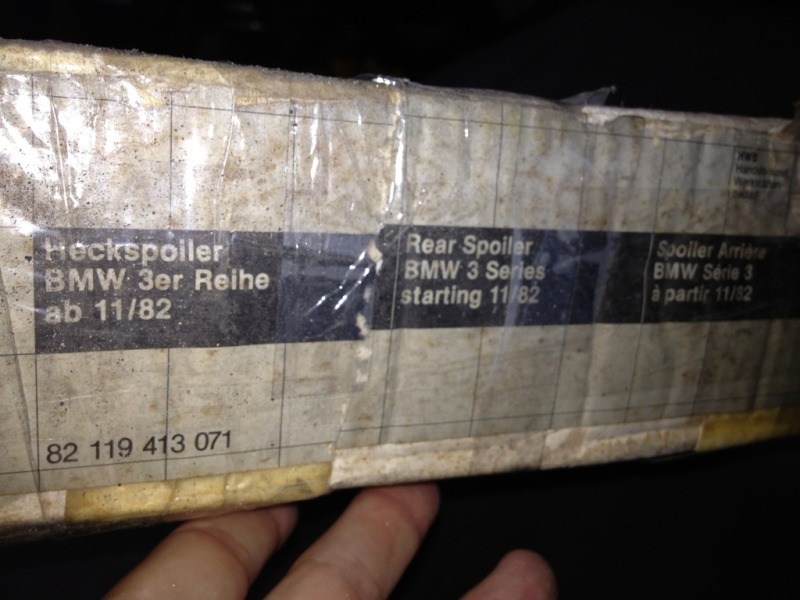 Heckspoiler
BMW 3er Reihe
ab 11/82
Rear Spoiler
BMW 3 Series
starting 11/82
Spoiler Arrière
BMW Série 3
à partir 11/82
82 119 413 071